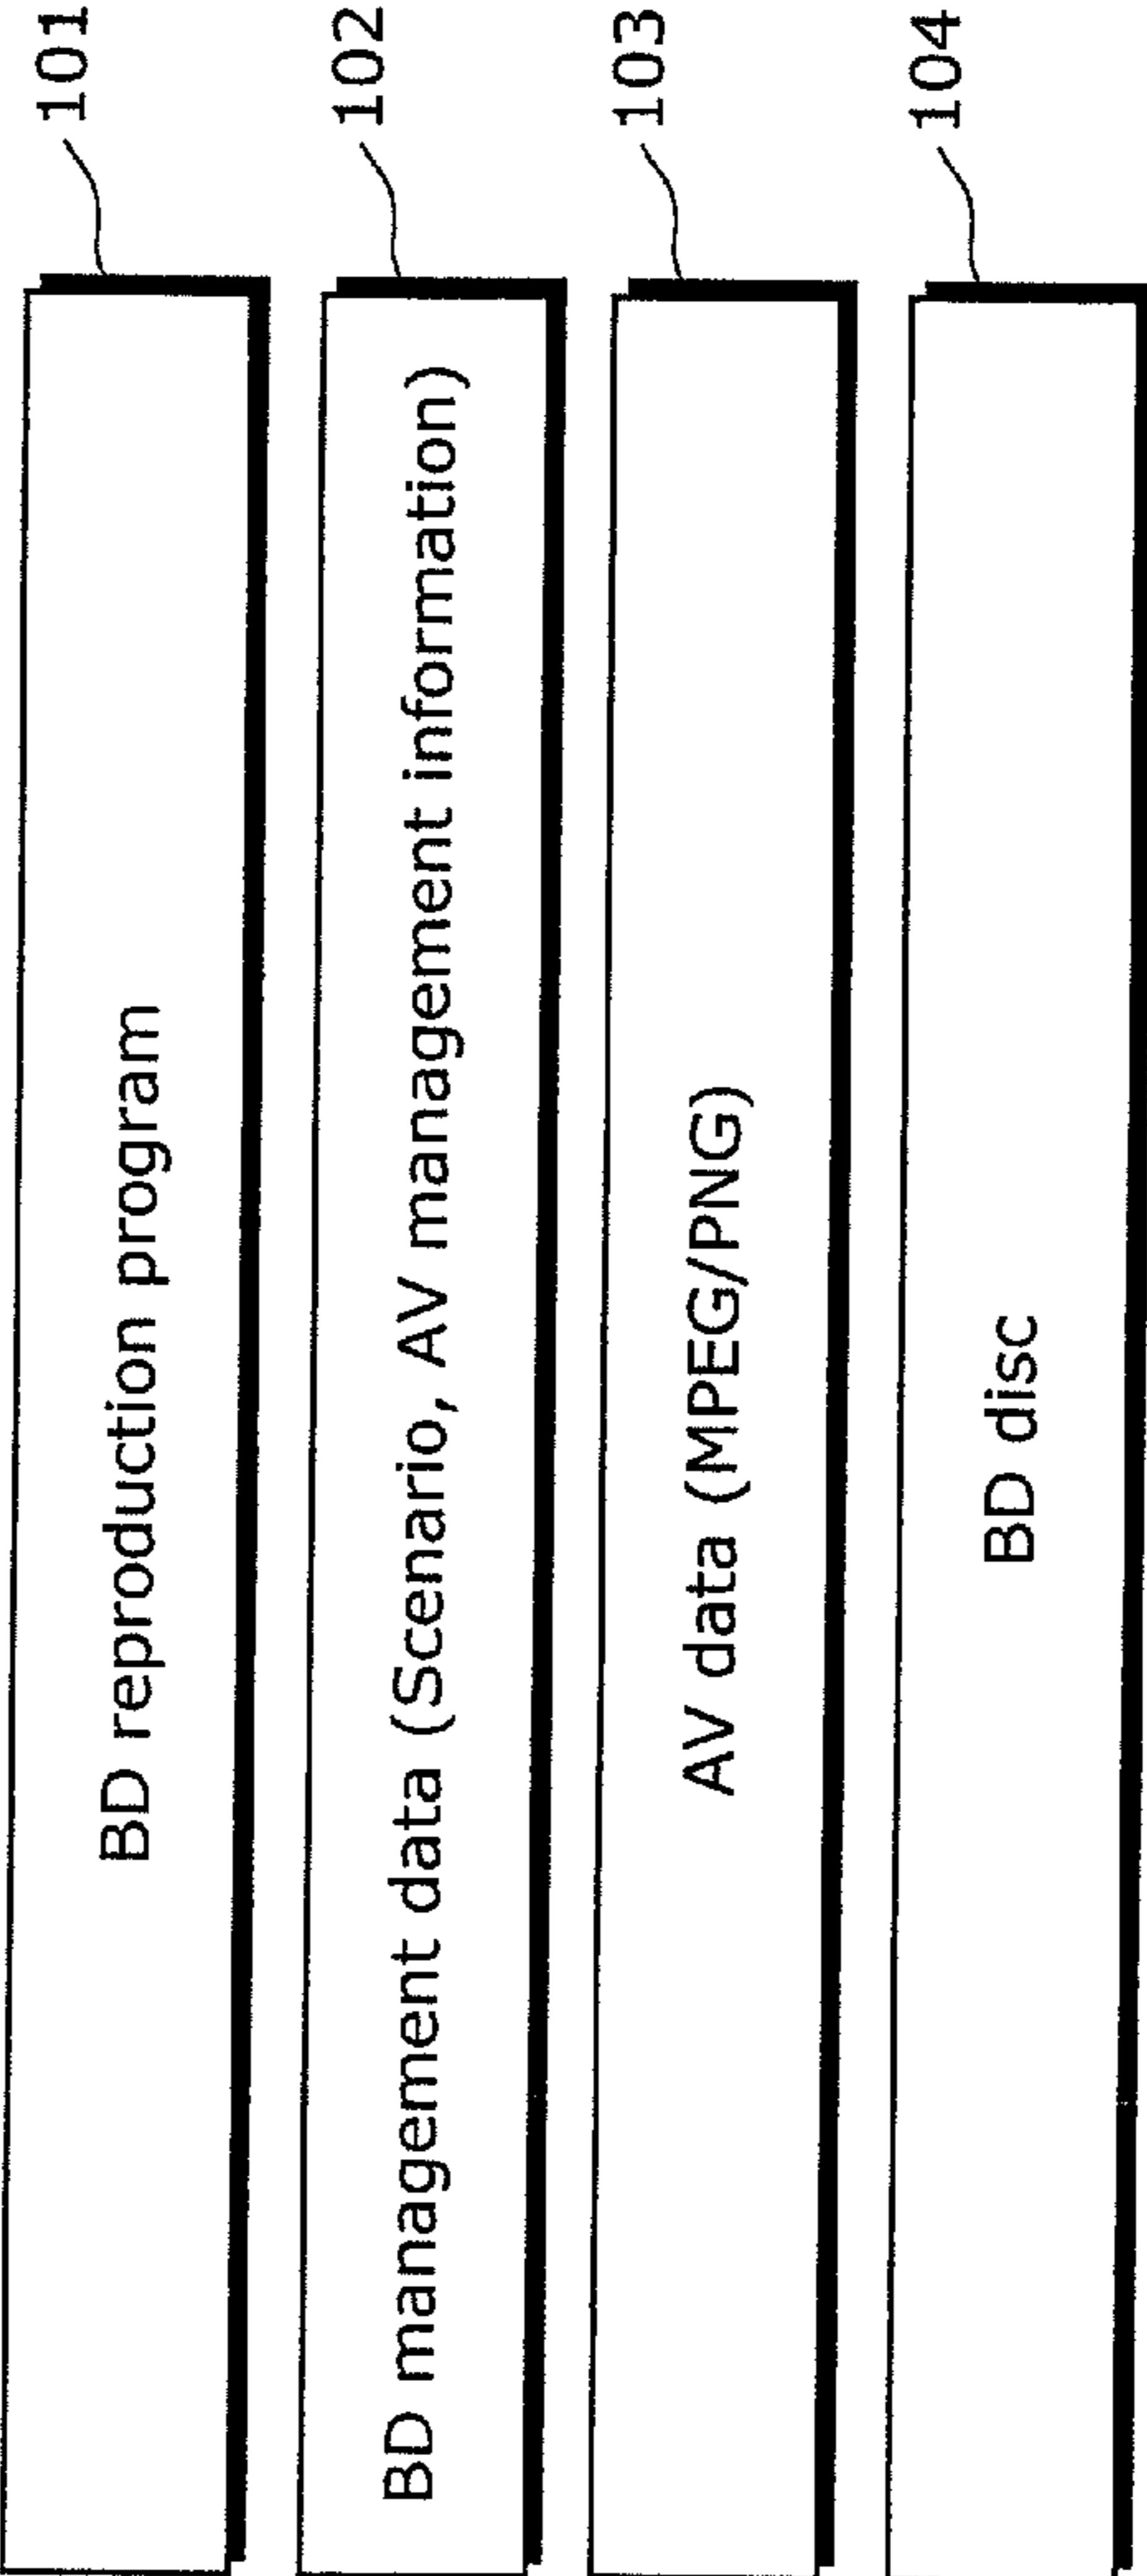 BD reproduction program
101
BD management data (Scenario, AV management information)
102
AV data (MPEG/PNG)
103
BD disc
104